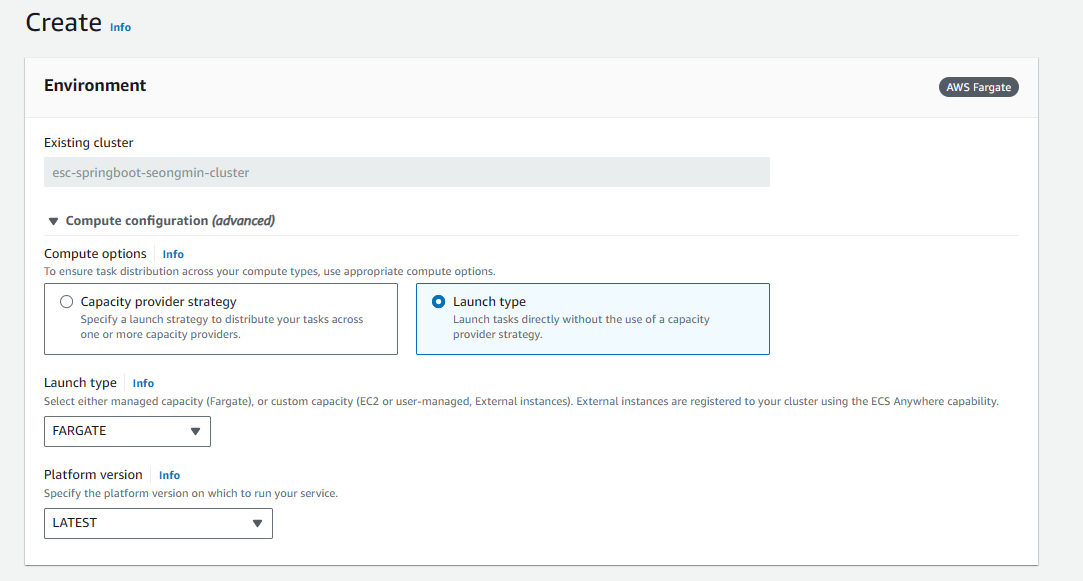 Create Info
Environment
AWS Fargate
Existing cluster
esc-springboot-seongmin-cluster
Compute configuration (advanced)
Compute options Info
To ensure task distribution across your compute types, use appropriate compute options.
Capacity provider strategy
Specify a launch strategy to distribute your tasks across
one or more capacity providers.
Launch type
Launch tasks directly without the use of a capacity
provider strategy.
Launch type Info
Select either managed capacity (Fargate), or custom capacity (EC2 or user-managed, External instances). External instances are registered to your cluster using the ECS Anywhere capability.
FARGATE
Platform version Info
Specify the platform version on which to run your service.
LATEST